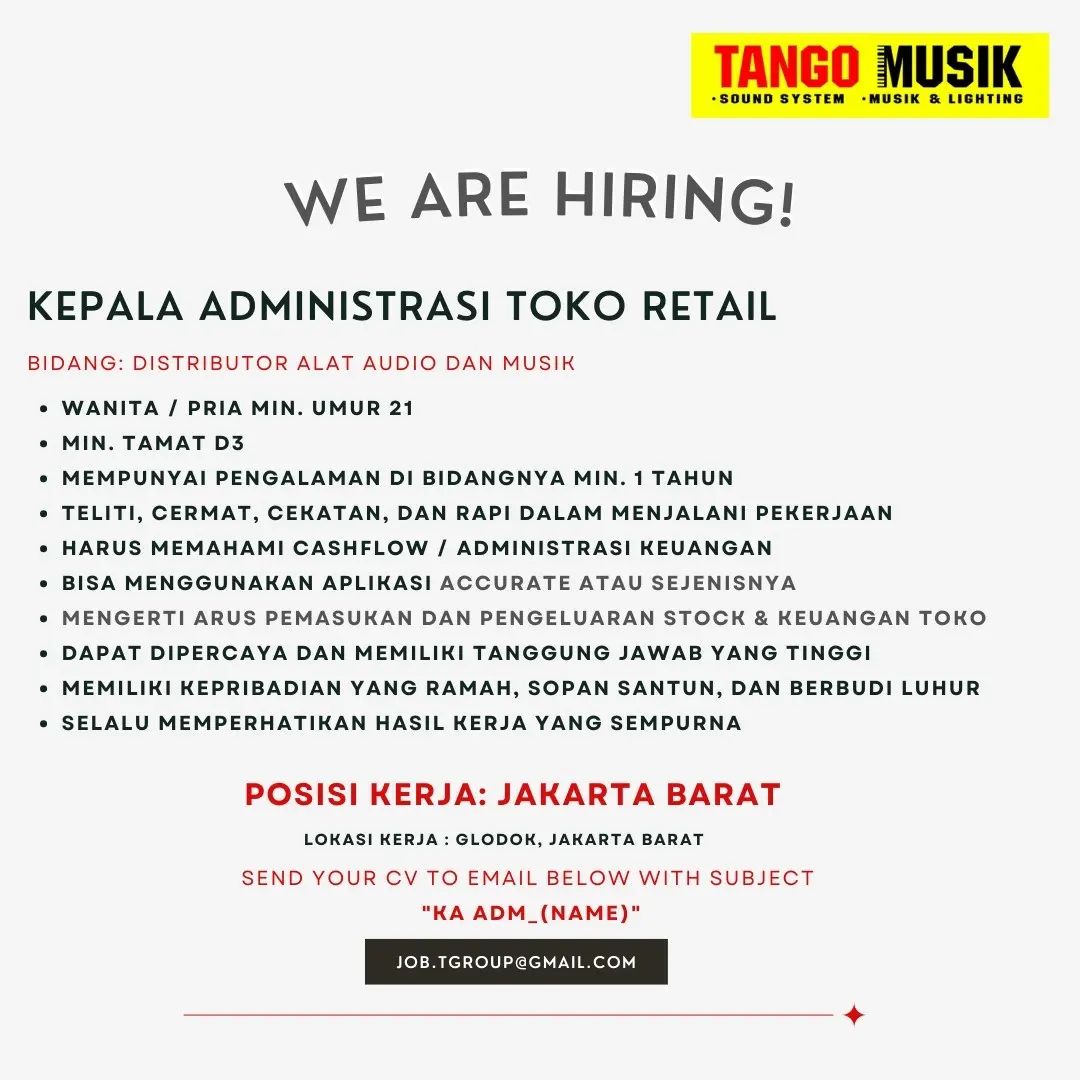 TANGO MUSIK
•SOUND SYSTEM •MUSIK & LIGHTING
WE ARE HIRING!
KEPALA ADMINISTRASI TOKO RETAIL
BIDANG: DISTRIBUTOR ALAT AUDIO DAN MUSIK
• WANITA / PRIA MIN. UMUR 21
• MIN. TAMAT D3
• MEMPUNYAI PENGALAMAN DI BIDANGNYA MIN. 1 TAHUN
• TELITI, CERMAT, CEKATAN, DAN RAPI DALAM MENJALANI PEKERJAAN
• HARUS MEMAHAMI CASHFLOW / ADMINISTRASI KEUANGAN
• BISA MENGGUNAKAN APLIKASI ACCURATE ATAU SEJENISNYA
• MENGERTI ARUS PEMASUKAN DAN PENGELUARAN STOCK & KEUANGAN TOKO
• DAPAT DIPERCAYA DAN MEMILIKI TANGGUNG JAWAB YANG TINGGI
• MEMILIKI KEPRIBADIAN YANG RAMAH, SOPAN SANTUN, DAN BERBUDI LUHUR
• SELALU MEMPERHATIKAN HASIL KERJA YANG SEMPURNA
POSISI KERJA: JAKARTA BARAT
LOKASI KERJA : GLODOK, JAKARTA BARAT
SEND YOUR CV TO EMAIL BELOW WITH SUBJECT
"KA ADM_(NAME)"
JOB.TGROUP@GMAIL.COM